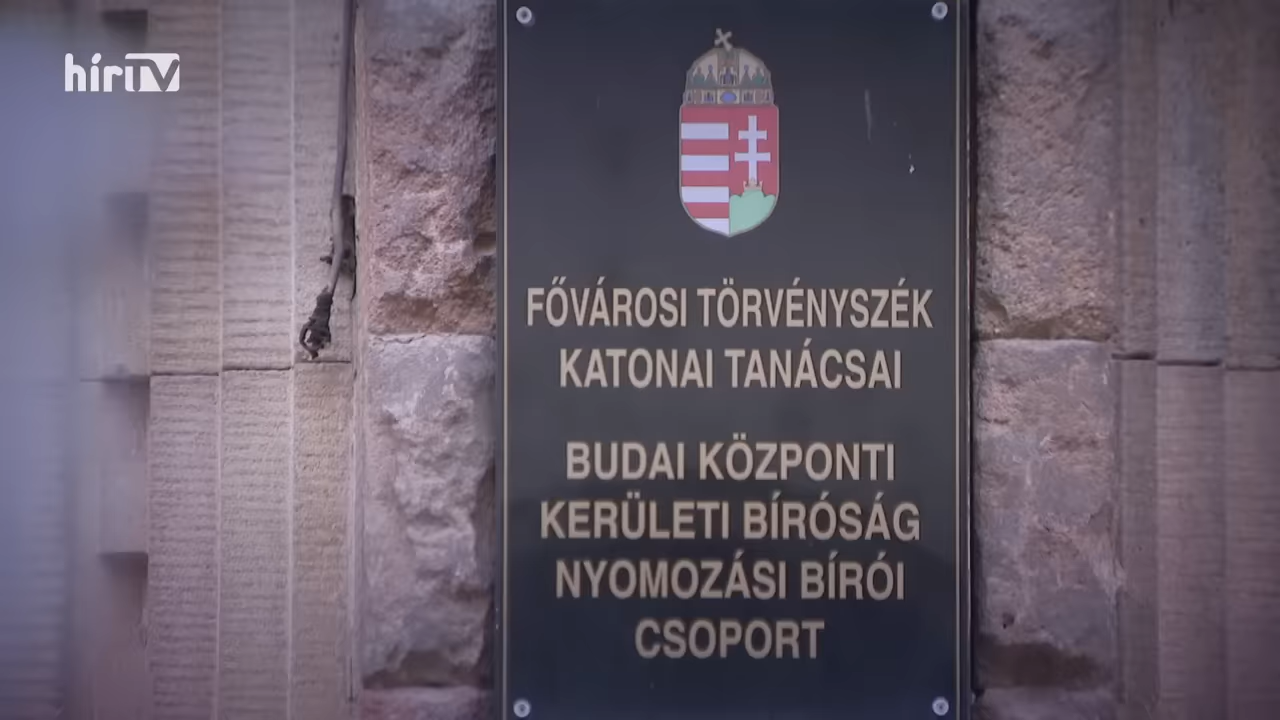 hírTV
FŐVÁROSI TÖRVÉNYSZÉK
KATONAI TANÁCSAI
BUDAI KÖZPONTI
KERÜLETI BÍRÓSÁG
NYOMOZÁSI BÍRÓI
CSOPORT